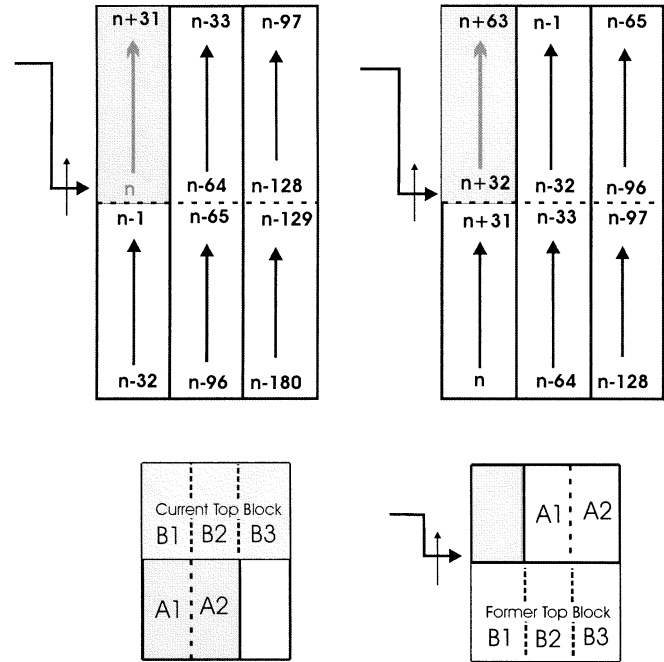 n+31 n-33 n-97
n n-64 n-128
n-1 n-65 n-129
n-32 n-96 n-180
n+63 n-1 n-65
n+32 n-32 n-96
n+31 n-33 n-97
n n-64 n-128
Current Top Block
B1 B2 B3
A1 A2
A1 A2
Former Top Block
B1 B2 B3